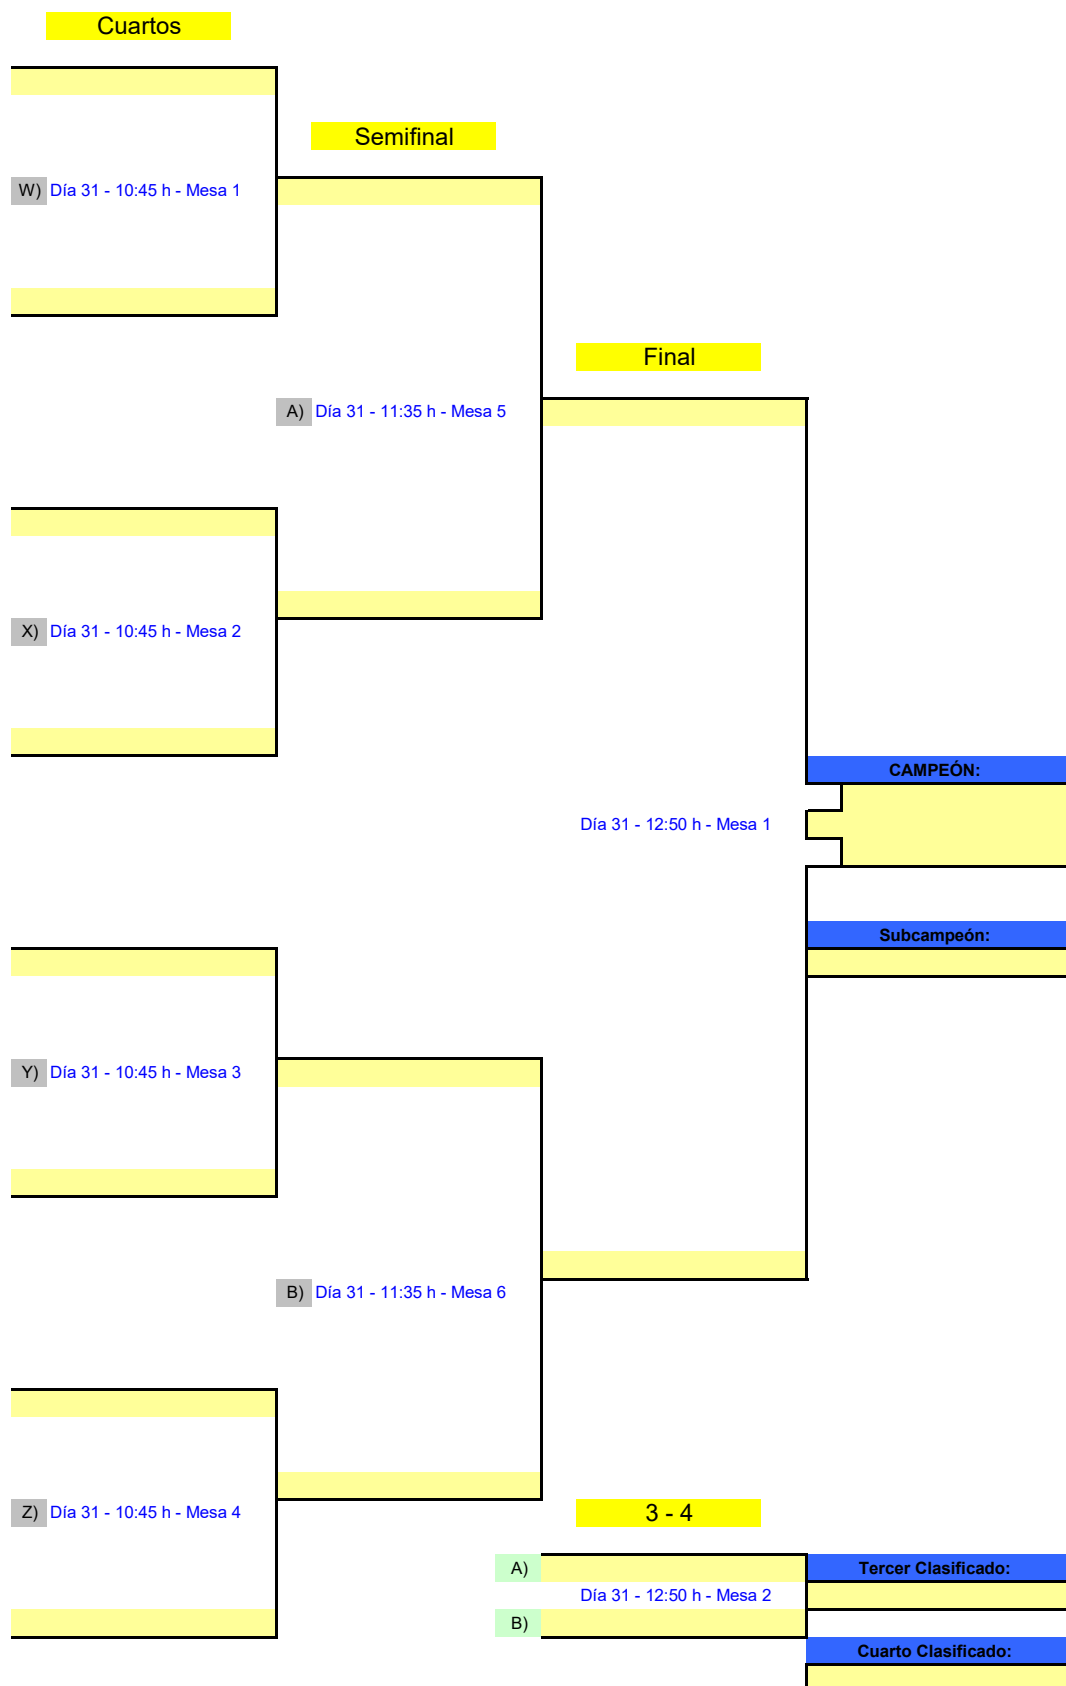 Cuartos
Semifinal
W) Día 31 - 10:45 h - Mesa 1
Final
A) Día 31 - 11:35 h - Mesa 5
X) Día 31 - 10:45 h - Mesa 2
CAMPEÓN:
Día 31 - 12:50 h - Mesa 1
Subcampeón:
Y) Día 31 - 10:45 h - Mesa 3
B) Día 31 - 11:35 h - Mesa 6
Z) Día 31 - 10:45 h - Mesa 4
3 - 4
A)
Tercer Clasificado:
Día 31 - 12:50 h - Mesa 2
B)
Cuarto Clasificado: